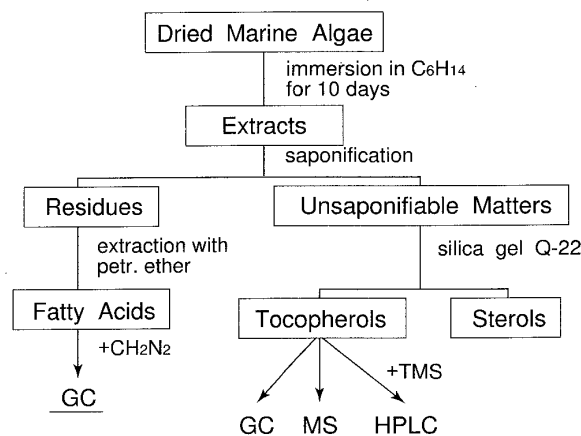 Dried Marine Algae
immersion in C6H14
for 10 days
Extracts
saponification
Residues
Unsaponifiable Matters
extraction with
petr. ether
silica gel Q-22
Fatty Acids
Tocopherols
Sterols
+CH2N2
+TMS
GC
GC MS HPLC